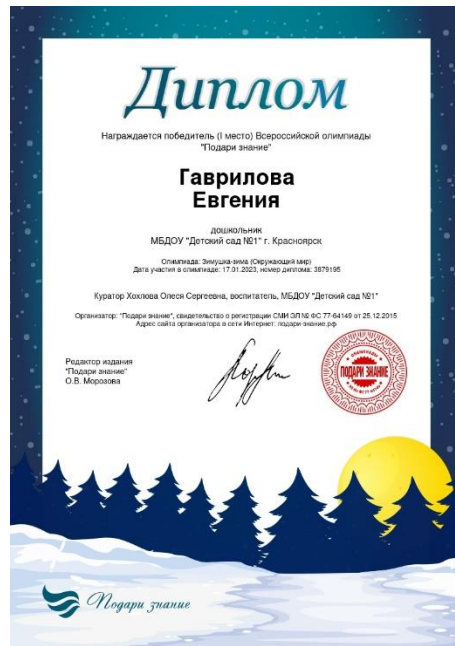 Диплом
Награждается победитель (I место) Всероссийской олимпиады
"Подари знание"
Гаврилова
Евгения
дошкольник
МБДОУ "Детский сад №1" г. Красноярск
Олимпиада: Зимушка-зима (Окружающий мир)
Дата участия в олимпиаде: 17.01.2023, номер диплома: 3879195
Куратор Хохлова Олеся Сергеевна, воспитатель, МБДОУ "Детский сад №1"
Организатор: "Подари знание", свидетельство о регистрации СМИ ЭЛ № ФС 77-64149 от 25.12.2015
Адрес сайта организатора в сети Интернет: подари-знание.рф
Редактор издания
"Подари знание"
О.В. Морозова
ПОДАРИ ЗНАНИЕ
Подари знание